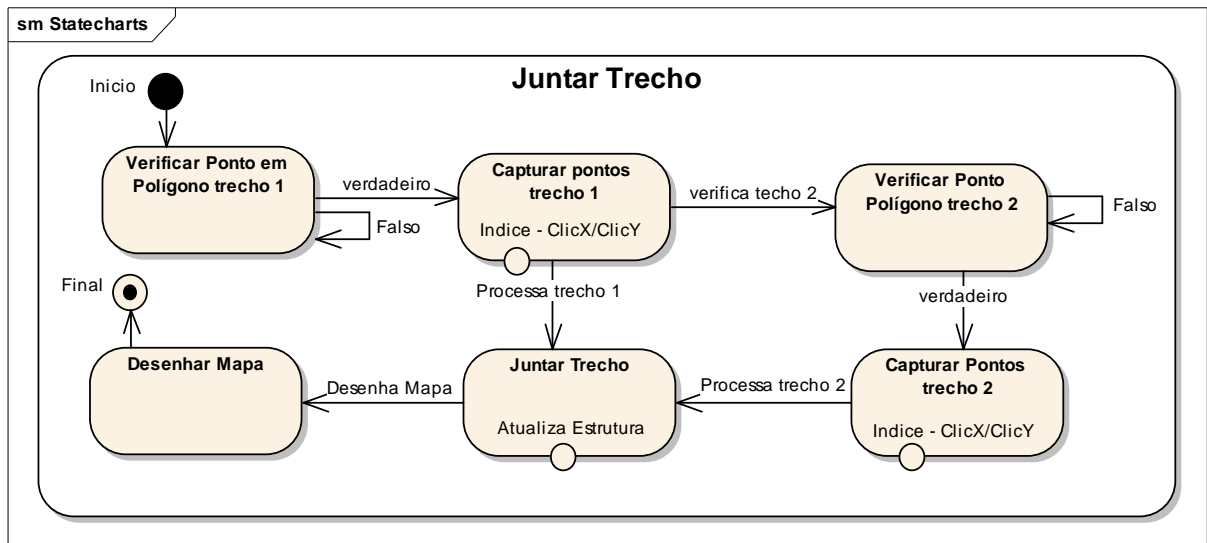 sm Statecharts
Juntar Trecho
Inicio
Verificar Ponto em
Polígono trecho 1
verdadeiro
Falso
Capturar pontos
trecho 1
Indice - ClicX/ClicY
verifica techo 2
Verificar Ponto
Polígono trecho 2
Falso
Final
Processa trecho 1
verdadeiro
Desenhar Mapa
Desenha Mapa
Juntar Trecho
Atualiza Estrutura
Processa trecho 2
Capturar Pontos
trecho 2
Indice - ClicX/ClicY